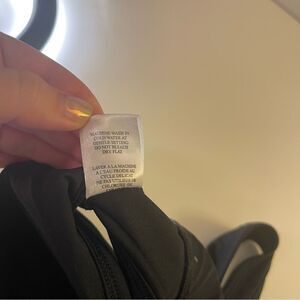 MACHINE WASH IN
COLD WATER AT
GENTLE SETTING
DO NOT BLEACH
DRY FLAT
LAVER A LA MACHINE
A L'EAU FROIDE AU
CYCLE DELICAT
NE PAS UTILISER DE
CHLORURE DE